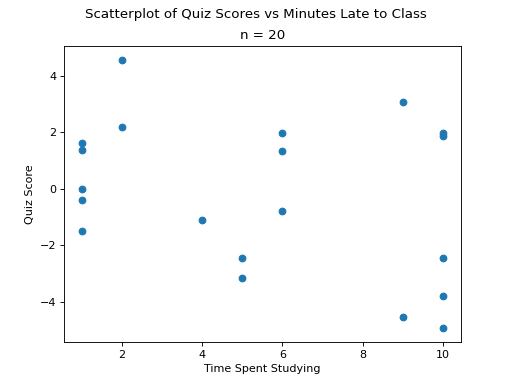 Scatterplot of Quiz Scores vs Minutes Late to Class
n = 20
4
2
0
−2
−4
Quiz Score
2 4 6 8 10
Time Spent Studying